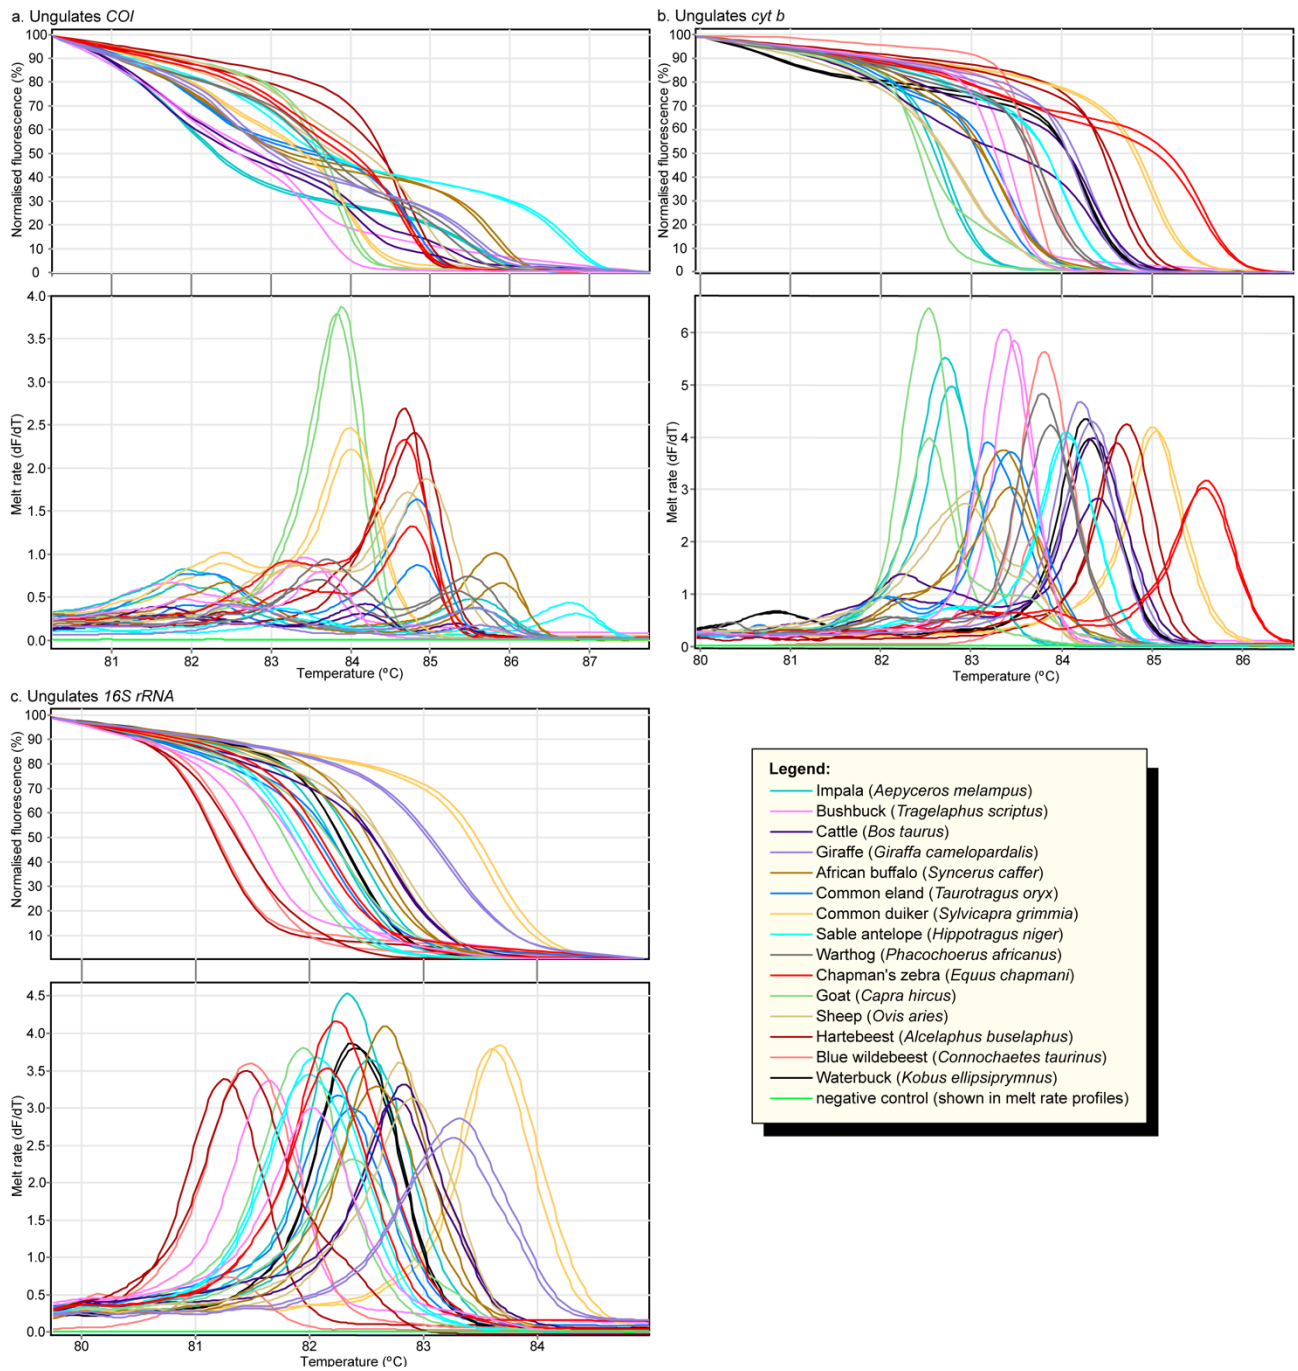 a. Ungulates COI
Normalised fluorescence (%)
100
90
80
70
60
50
40
30
20
10
0
Melt rate (dF/dT)
4.0
3.5
3.0
2.5
2.0
1.5
1.0
0.5
0.0
81 82 83 84 85 86 87
Temperature (°C)
b. Ungulates cyt b
Normalised fluorescence (%)
100
90
80
70
60
50
40
30
20
10
0
Melt rate (dF/dT)
6
5
4
3
2
1
0
80 81 82 83 84 85 86
Temperature (°C)
c. Ungulates 16S rRNA
Normalised fluorescence (%)
100
90
80
70
60
50
40
30
20
10
Melt rate (dF/dT)
4.5
4.0
3.5
3.0
2.5
2.0
1.5
1.0
0.5
0.0
80 81 82 83 84
Temperature (°C)
Legend:
Impala (Aepyceros melampus)
Bushbuck (Tragelaphus scriptus)
Cattle (Bos taurus)
Giraffe (Giraffa camelopardalis)
African buffalo (Syncerus caffer)
Common eland (Taurotragus oryx)
Common duiker (Sylvicapra grimmia)
Sable antelope (Hippotragus niger)
Warthog (Phacochoerus africanus)
Chapman's zebra (Equus chapmani)
Goat (Capra hircus)
Sheep (Ovis aries)
Hartebeest (Alcelaphus buselaphus)
Blue wildebeest (Connochaetes taurinus)
Waterbuck (Kobus ellipsiprymnus)
negative control (shown in melt rate profiles)